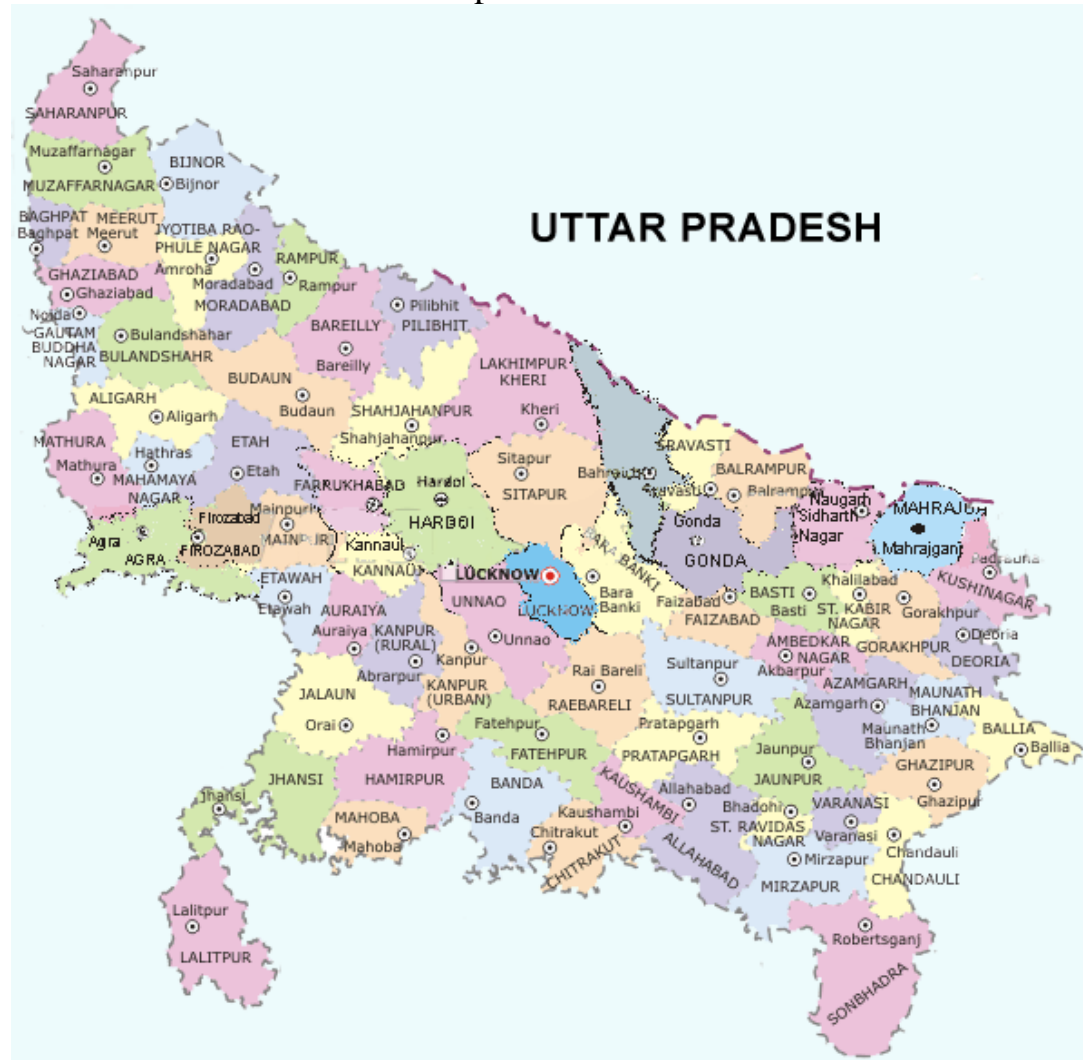 Saharanpur
SAHARANPUR
Muzaffarnagar
MUZAFFARNAGAR
BIJNOR
Bijnor
UTTAR PRADESH
BAGHPAT
Baghpat
MEERUT
Meerut
JYOTIBA RAO-
PHULE NAGAR
Amroha
Moradabad
MORADABAD
RAMPUR
Rampur
GHAZIABAD
Ghaziabad
Noida
GAUTAM
BUDDHA
NAGAR
Bulandshahar
BULANDSHAHR
BAREILLY
Bareilly
Pilibhit
PILIBHIT
BUDAUN
Budaun
LAKHIMPUR
KHERI
Kheri
ALIGARH
Aligarh
SHAHJAHANPUR
Shahjahanpur
MATHURA
Mathura
Hathras
MAHAMAYA
NAGAR
ETAH
Etah
FARRUKHABAD
Hardoi
HARDOI
Sitapur
SITAPUR
Bahraich
SRAVASTI
Sravasti
BALRAMPUR
Balrampur
Naugarh
Sidharth
Nagar
MAHRAJGA
Mahrajganj
Padrauna
KUSHINAGAR
Agra
AGRA
Firozabad
FIROZABAD
Mainpuri
MAINPURI
Kannauj
KANNAUJ
Gonda
GONDA
BARA BANKI
Bara
Banki
LUCKNOW
LUCKNOW
ETAWAH
Etawah
AURAIYA
Auraiya
KANPUR
(RURAL)
Abrarpur
UNNAO
Unnao
Kanpur
KANPUR
(URBAN)
Faizabad
FAIZABAD
BASTI
Basti
Khalilabad
ST. KABIR
NAGAR
Gorakhpur
GORAKHPUR
Deoria
DEORIA
Rai Bareli
RAEBARELI
Sultanpur
SULTANPUR
AMBEDKAR
NAGAR
Akbarpur
AZAMGARH
Azamgarh
MAUNATH
BHANJAN
Maunath
Bhanjan
BALLIA
Ballia
JALAUN
Orai
Hamirpur
HAMIRPUR
Fatehpur
FATEHPUR
Pratapgarh
PRATAPGARH
Jaunpur
JAUNPUR
GHAZIPUR
Ghazipur
JHANSI
Jhansi
MAHOBA
Mahoba
BANDA
Banda
Chitrakut
CHITRAKUT
KAUSHAMBI
Kaushambi
Allahabad
ALLAHABAD
Bhadohi
ST. RAVIDAS
NAGAR
VARANASI
Varanasi
Mirzapur
MIRZAPUR
Chandauli
CHANDAULI
Lalitpur
LALITPUR
Robertsganj
SONBHADRA